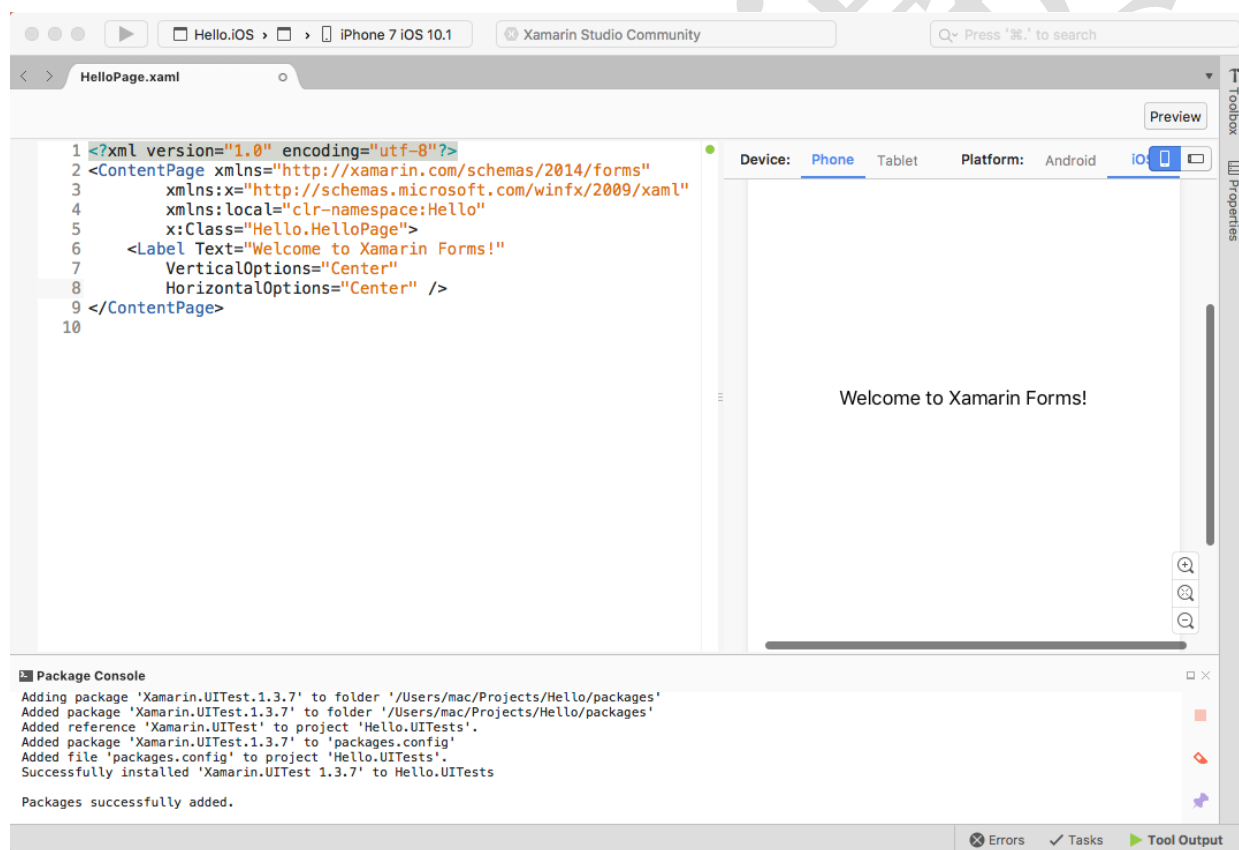 Hello.iOS › › iPhone 7 iOS 10.1
Xamarin Studio Community
Press '⌘.' to search
HelloPage.xaml
Preview
Toolbox
Properties
1 <?xml version="1.0" encoding="utf-8"?>
2 <ContentPage xmlns="http://xamarin.com/schemas/2014/forms"
3 xmlns:x="http://schemas.microsoft.com/winfx/2009/xaml"
4 xmlns:local="clr-namespace:Hello"
5 x:Class="Hello.HelloPage">
6 <Label Text="Welcome to Xamarin Forms!"
7 VerticalOptions="Center"
8 HorizontalOptions="Center" />
9 </ContentPage>
10
Device: Phone Tablet Platform: Android iOS
Welcome to Xamarin Forms!
Package Console
Adding package 'Xamarin.UITest.1.3.7' to folder '/Users/mac/Projects/Hello/packages'
Added package 'Xamarin.UITest.1.3.7' to folder '/Users/mac/Projects/Hello/packages'
Added reference 'Xamarin.UITest' to project 'Hello.UITests'.
Added package 'Xamarin.UITest.1.3.7' to 'packages.config'
Added file 'packages.config' to project 'Hello.UITests'.
Successfully installed 'Xamarin.UITest 1.3.7' to Hello.UITests
Packages successfully added.
Errors Tasks Tool Output